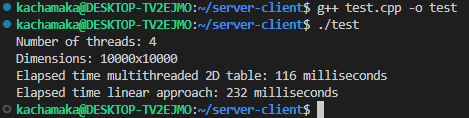 kachamaka@DESKTOP-TV2EJMO:~/server-client$ g++ test.cpp -o test
kachamaka@DESKTOP-TV2EJMO:~/server-client$ ./test
Number of threads: 4
Dimensions: 10000x10000
Elapsed time multithreaded 2D table: 116 milliseconds
Elapsed time linear approach: 232 milliseconds
kachamaka@DESKTOP-TV2EJMO:~/server-client$